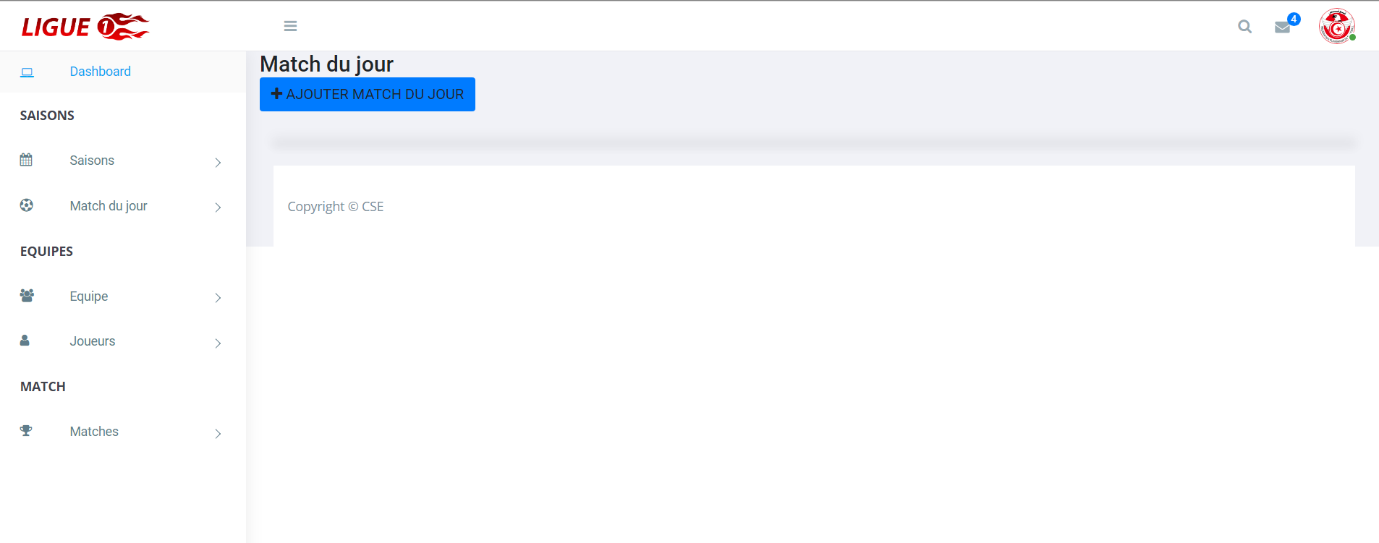 LIGUE 1
4
Dashboard
SAISONS
Saisons
Match du jour
EQUIPES
Equipe
Joueurs
MATCH
Matches
Match du jour
AJOUTER MATCH DU JOUR
Copyright © CSE